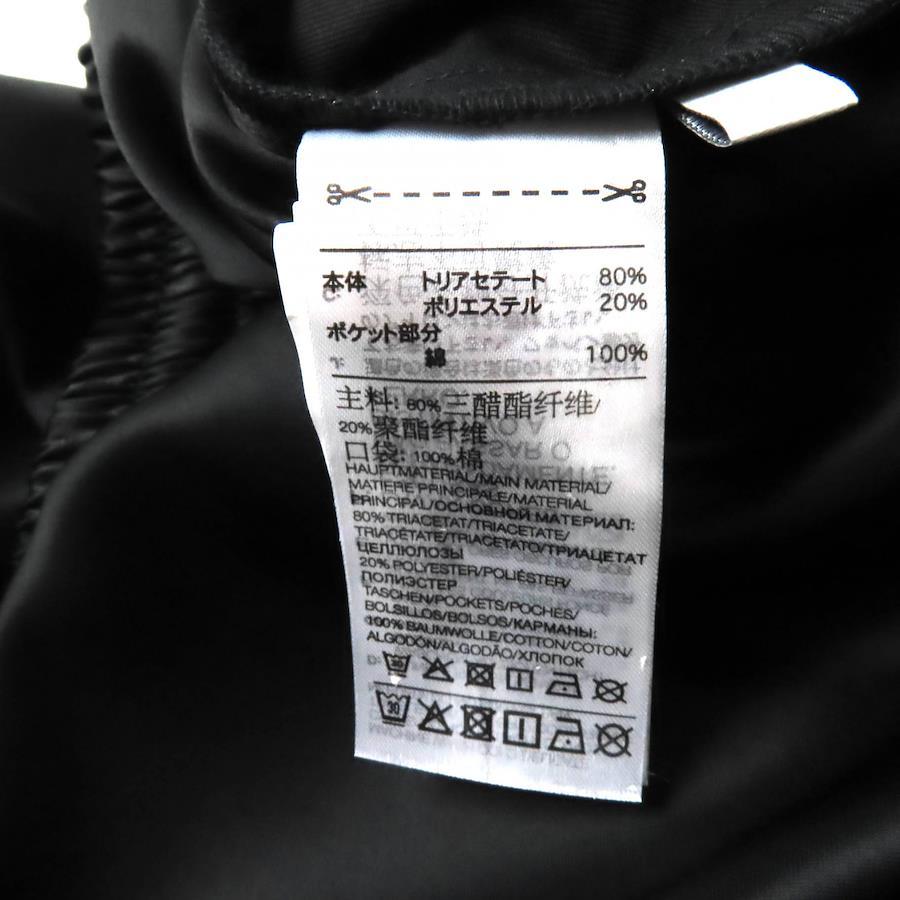 本体 トリアセテート 80%
ポリエステル 20%
ポケット部分
綿 100%
主料: 80% 三醋酯纤维/
20% 聚酯纤维
口袋: 100% 棉
HAUPTMATERIAL/MAIN MATERIAL/
MATIERE PRINCIPALE/MATERIAL
PRINCIPAL/ОСНОВНОЙ МАТЕРИАЛ:
80% TRIACETAT/TRIACETATE/
TRIACÉTATE/TRIACETATO/ТРИАЦЕТАТ
ЦЕЛЛЮЛОЗЫ
20% POLYESTER/POLIÉSTER/
ПОЛИЭСТЕР
TASCHEN/POCKETS/POCHES/
BOLSILLOS/BOLSOS/КАРМАНЫ:
100% BAUMWOLLE/COTTON/COTON/
ALGODÓN/ALGODÃO/ХЛОПОК
30
30